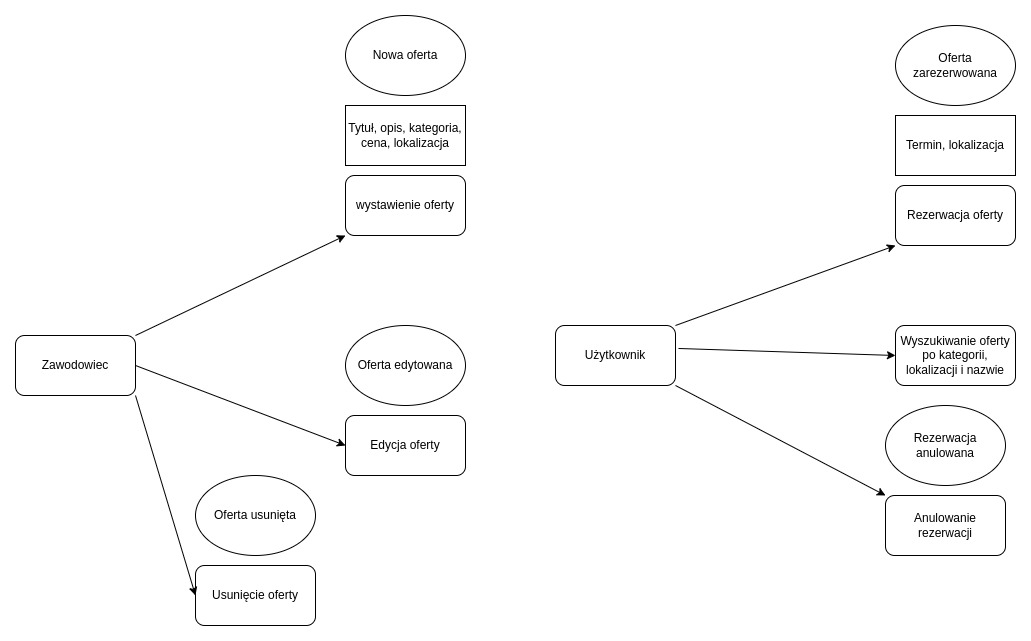 Nowa oferta
Tytuł, opis, kategoria,
cena, lokalizacja
wystawienie oferty
Zawodowiec
Oferta edytowana
Edycja oferty
Oferta usunięta
Usunięcie oferty
Oferta
zarezerwowana
Termin, lokalizacja
Rezerwacja oferty
Użytkownik
Wyszukiwanie oferty
po kategorii,
lokalizacji i nazwie
Rezerwacja
anulowana
Anulowanie
rezerwacji